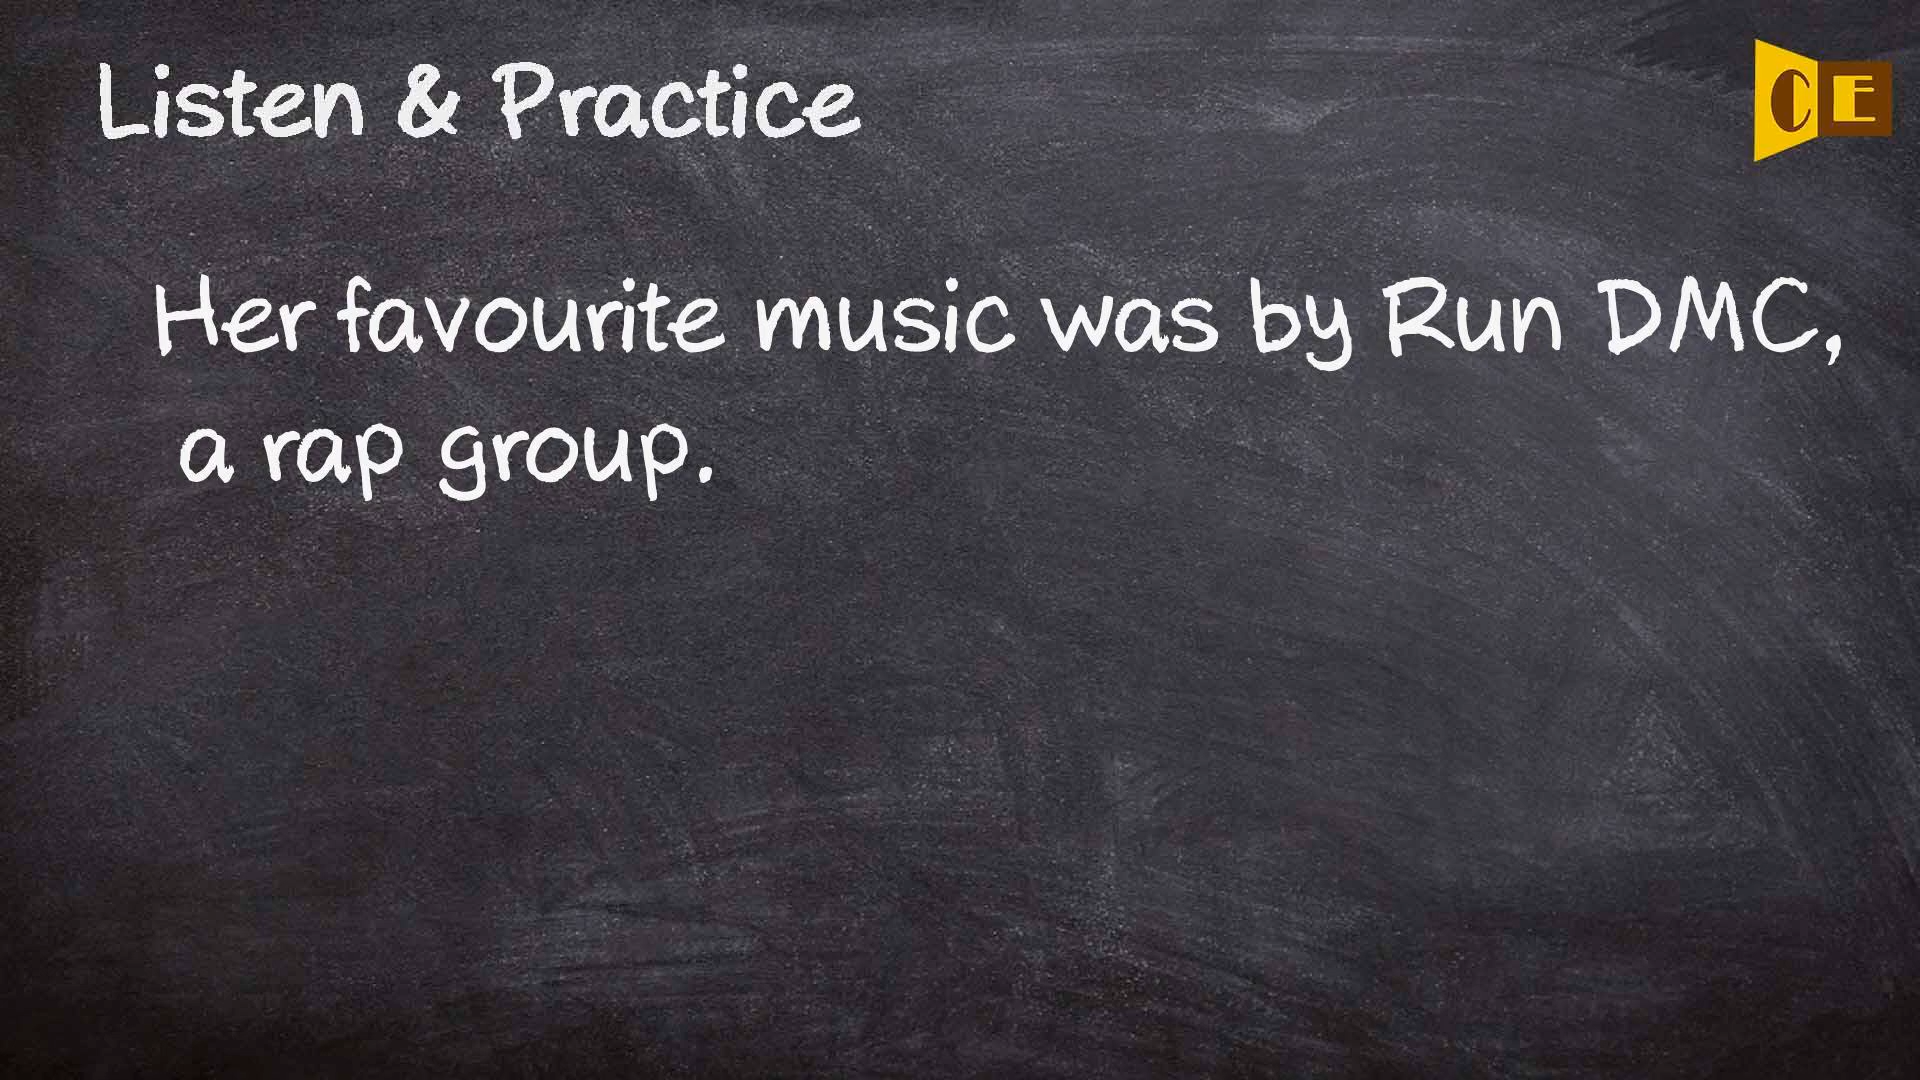 Listen & Practice
CE
Her favourite music was by Run DMC,
a rap group.